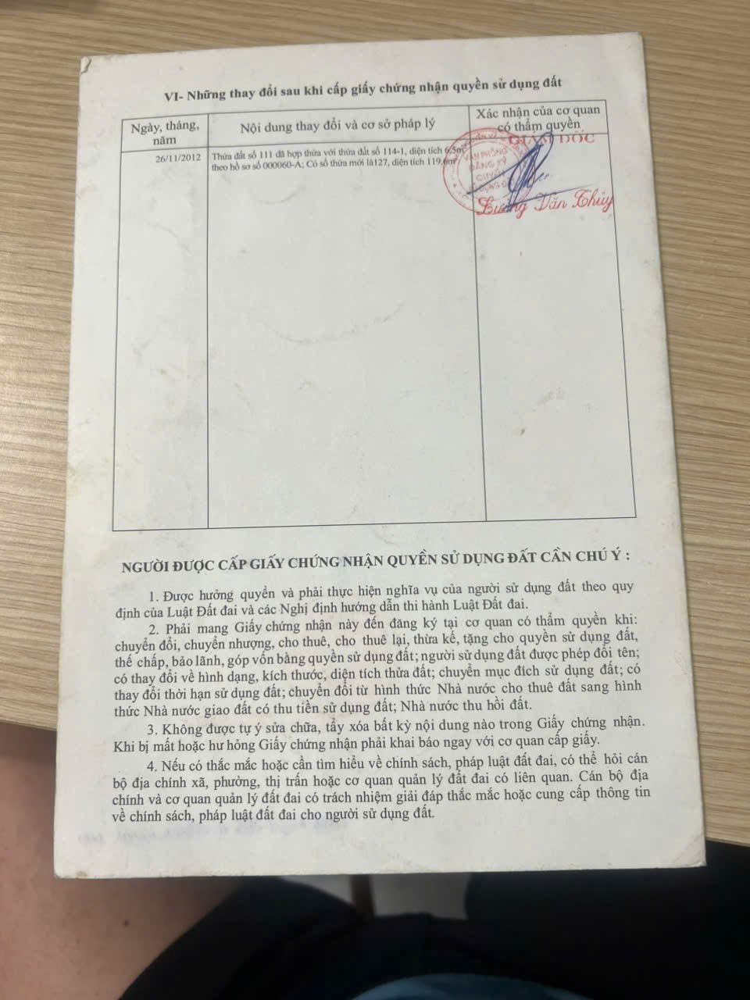 VI- Những thay đổi sau khi cấp giấy chứng nhận quyền sử dụng đất
Ngày, tháng, năm
Nội dung thay đổi và cơ sở pháp lý
Xác nhận của cơ quan có thẩm quyền
26/11/2012
Thửa đất số 111 đã hợp thửa với thửa đất số 114-1, diện tích 6,5m²
theo hồ sơ số 000060-A; Có số thửa mới là127, diện tích 119,6m²
GIÁM ĐỐC
VĂN PHÒNG
ĐĂNG KÝ
QUYỀN
Lương Văn Thủy
NGƯỜI ĐƯỢC CẤP GIẤY CHỨNG NHẬN QUYỀN SỬ DỤNG ĐẤT CẦN CHÚ Ý :
1. Được hưởng quyền và phải thực hiện nghĩa vụ của người sử dụng đất theo quy
định của Luật Đất đai và các Nghị định hướng dẫn thi hành Luật Đất đai.
2. Phải mang Giấy chứng nhận này đến đăng ký tại cơ quan có thẩm quyền khi:
chuyển đổi, chuyển nhượng, cho thuê, cho thuê lại, thừa kế, tặng cho quyền sử dụng đất,
thế chấp, bảo lãnh, góp vốn bằng quyền sử dụng đất; người sử dụng đất được phép đổi tên;
có thay đổi về hình dạng, kích thước, diện tích thửa đất; chuyển mục đích sử dụng đất; có
thay đổi thời hạn sử dụng đất; chuyển đổi từ hình thức Nhà nước cho thuê đất sang hình
thức Nhà nước giao đất có thu tiền sử dụng đất; Nhà nước thu hồi đất.
3. Không được tự ý sửa chữa, tẩy xóa bất kỳ nội dung nào trong Giấy chứng nhận.
Khi bị mất hoặc hư hỏng Giấy chứng nhận phải khai báo ngay với cơ quan cấp giấy.
4. Nếu có thắc mắc hoặc cần tìm hiểu về chính sách, pháp luật đất đai, có thể hỏi cán
bộ địa chính xã, phường, thị trấn hoặc cơ quan quản lý đất đai có liên quan. Cán bộ địa
chính và cơ quan quản lý đất đai có trách nhiệm giải đáp thắc mắc hoặc cung cấp thông tin
về chính sách, pháp luật đất đai cho người sử dụng đất.